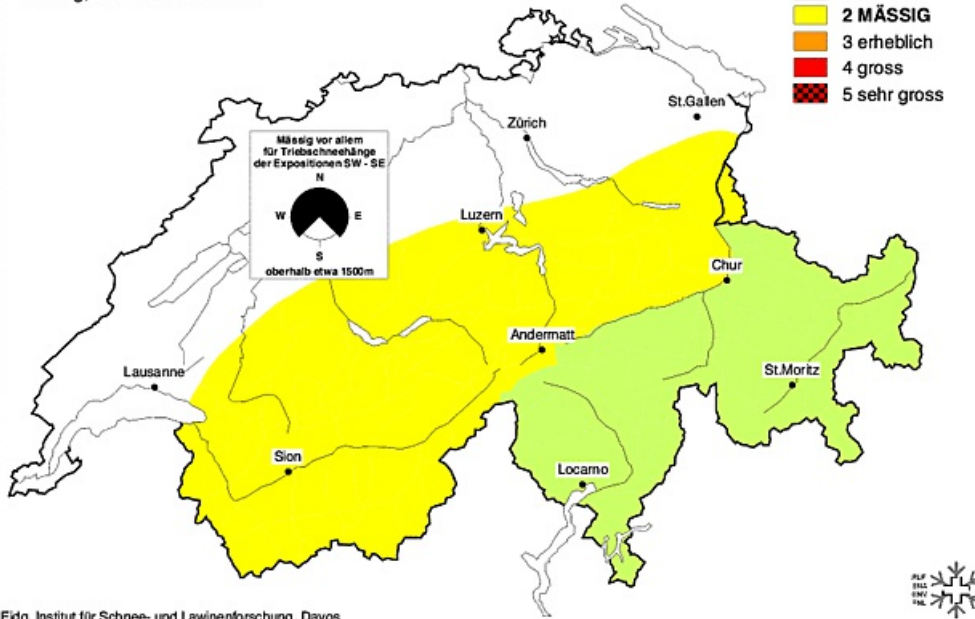 2 MÄSSIG
3 erheblich
4 gross
5 sehr gross
St.Gallen
Zürich
Mässig vor allem
für Triebschneehänge
der Expositionen SW - SE
N
W E
S
oberhalb etwa 1500m
Luzern
Chur
Andermatt
Lausanne
St.Moritz
Sion
Locarno
Eidg. Institut für Schnee- und Lawinenforschung, Davos
SLF